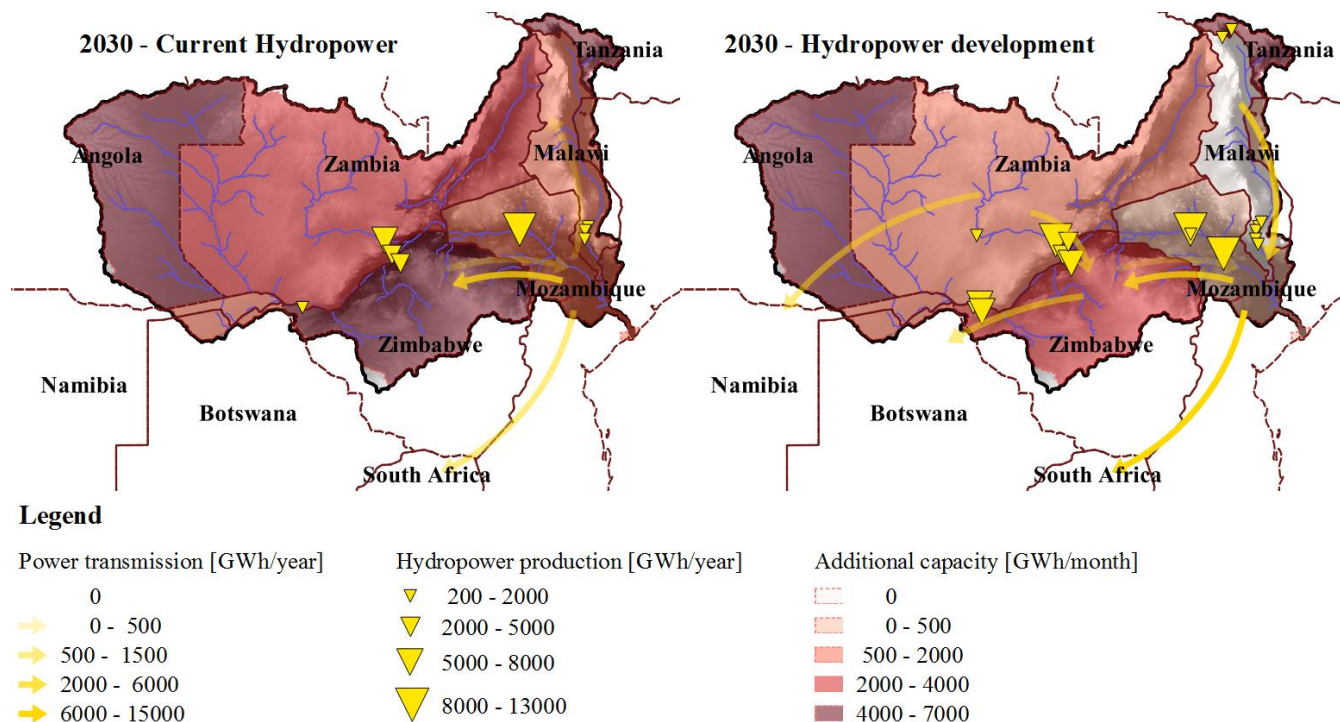 2030 - Current Hydropower
Tanzania
Angola
Zambia
Malawi
Mozambique
Zimbabwe
Namibia
Botswana
South Africa
2030 - Hydropower development
Tanzania
Angola
Zambia
Malawi
Mozambique
Zimbabwe
Namibia
Botswana
South Africa
Legend
Power transmission [GWh/year]
0
0 - 500
500 - 1500
2000 - 6000
6000 - 15000
Hydropower production [GWh/year]
200 - 2000
2000 - 5000
5000 - 8000
8000 - 13000
Additional capacity [GWh/month]
0
0 - 500
500 - 2000
2000 - 4000
4000 - 7000